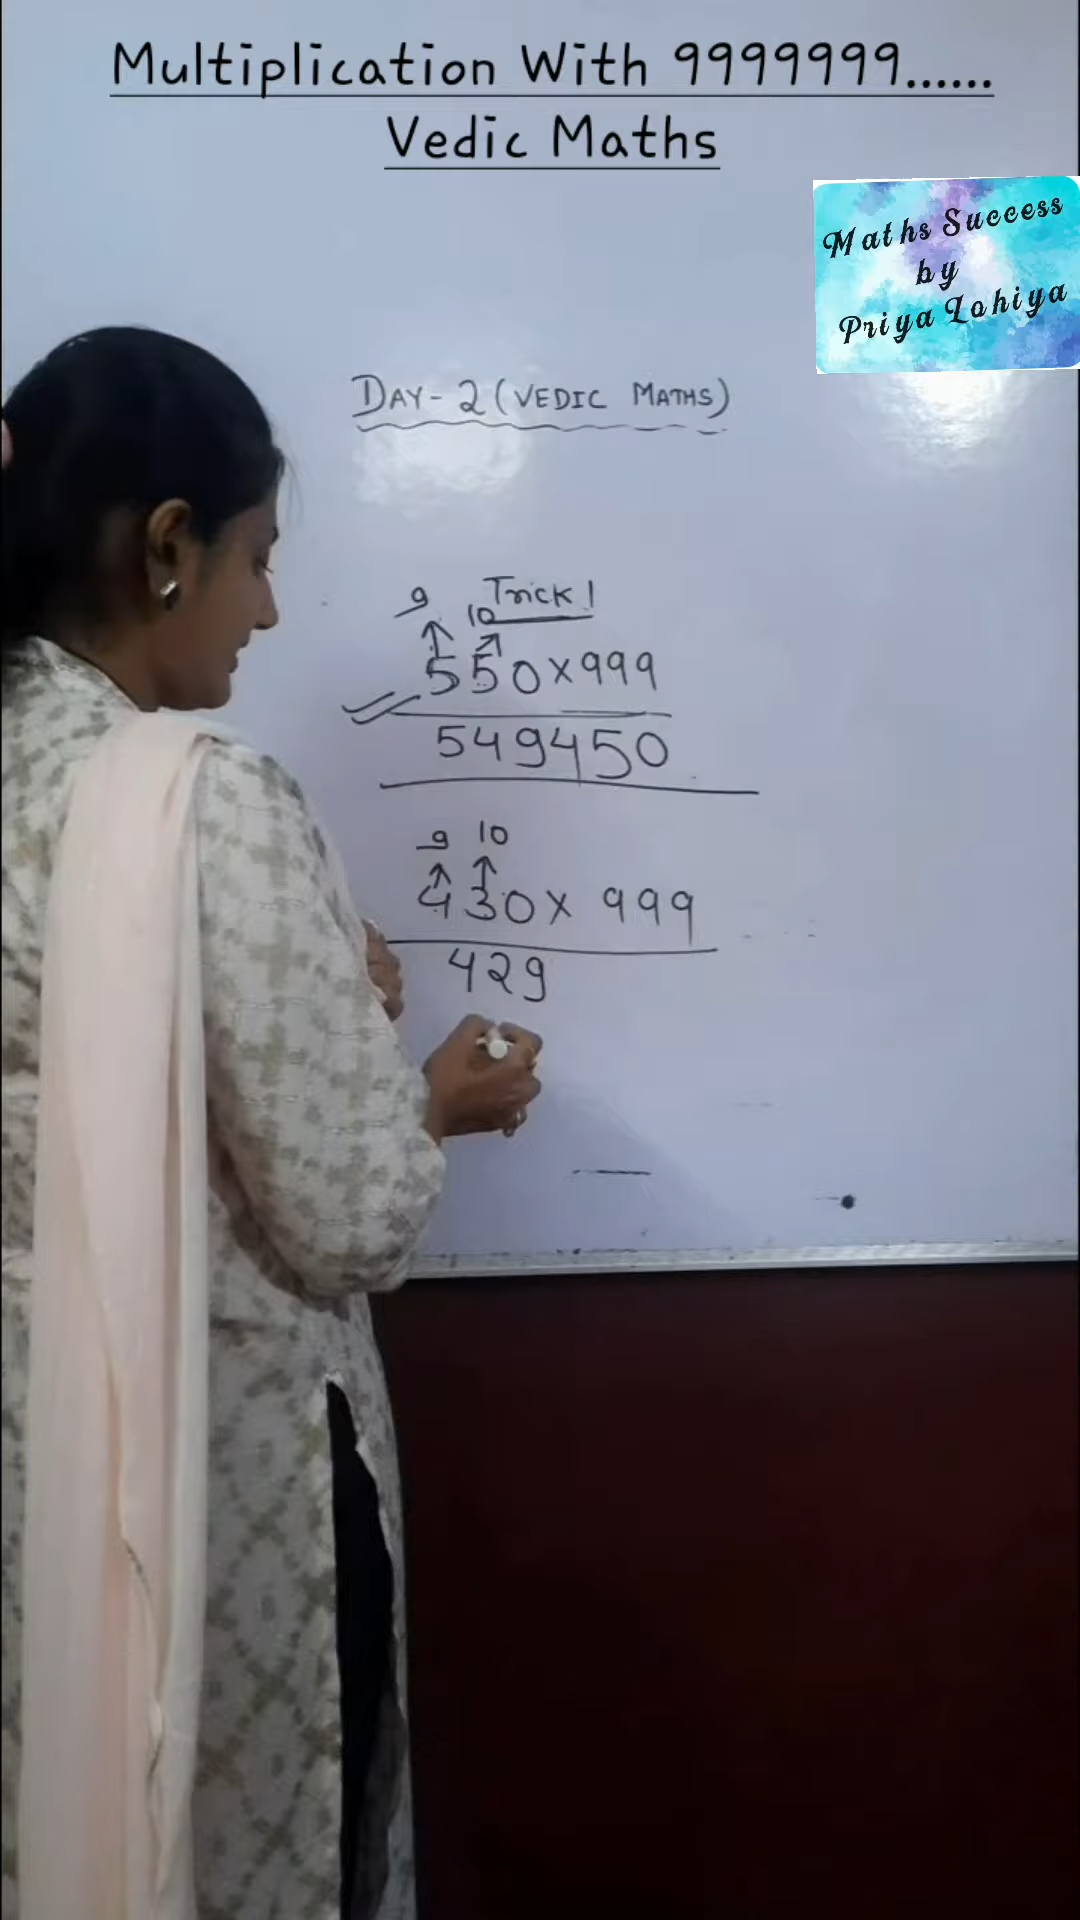 Multiplication With 9999999......
Vedic Maths
Maths Success
by
Priya Lohiya
DAY-2 (VEDIC MATHS)
Trick 1
9 10
550x999
549450
9 10
430x 999
429